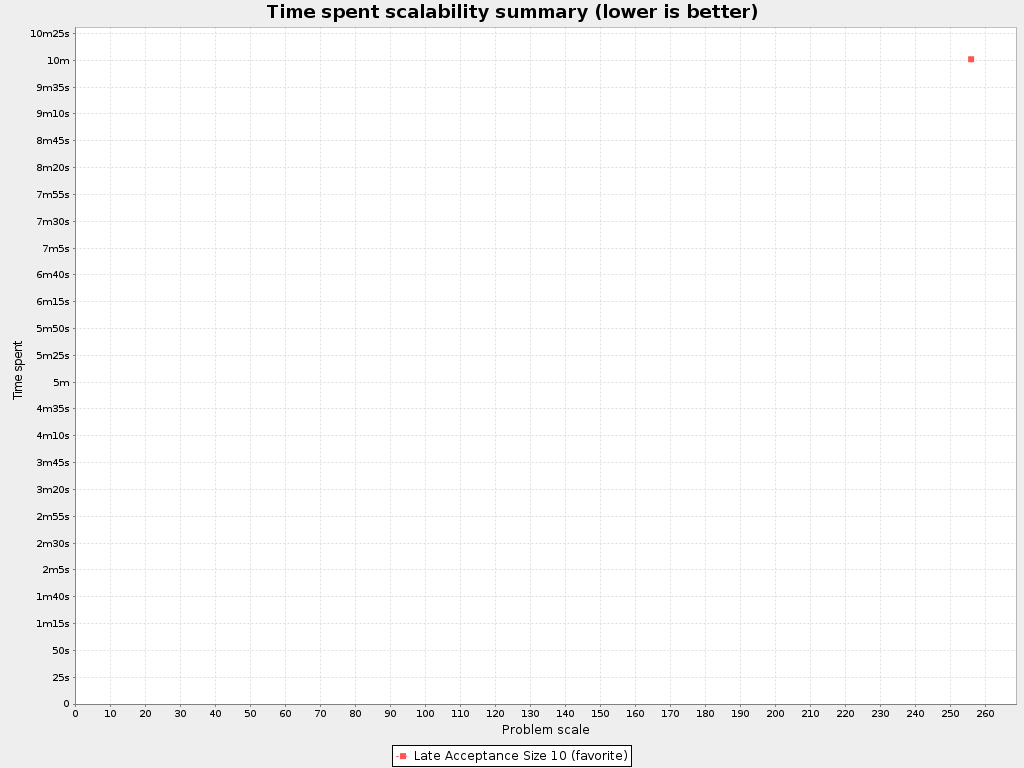 Time spent scalability summary (lower is better)
10m25s
10m
9m35s
9m10s
8m45s
8m20s
7m55s
7m30s
7m5s
6m40s
6m15s
5m50s
5m25s
5m
4m35s
4m10s
3m45s
3m20s
2m55s
2m30s
2m5s
1m40s
1m15s
50s
25s
0
Time spent
0 10 20 30 40 50 60 70 80 90 100 110 120 130 140 150 160 170 180 190 200 210 220 230 240 250 260
Problem scale
Late Acceptance Size 10 (favorite)